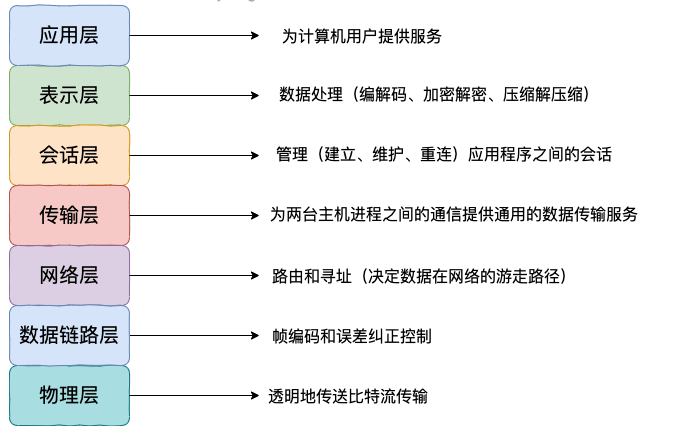 应用层
为计算机用户提供服务
表示层
数据处理（编解码、加密解密、压缩解压缩）
会话层
管理（建立、维护、重连）应用程序之间的会话
传输层
为两台主机进程之间的通信提供通用的数据传输服务
网络层
路由和寻址（决定数据在网络的游走路径）
数据链路层
帧编码和误差纠正控制
物理层
透明地传送比特流传输